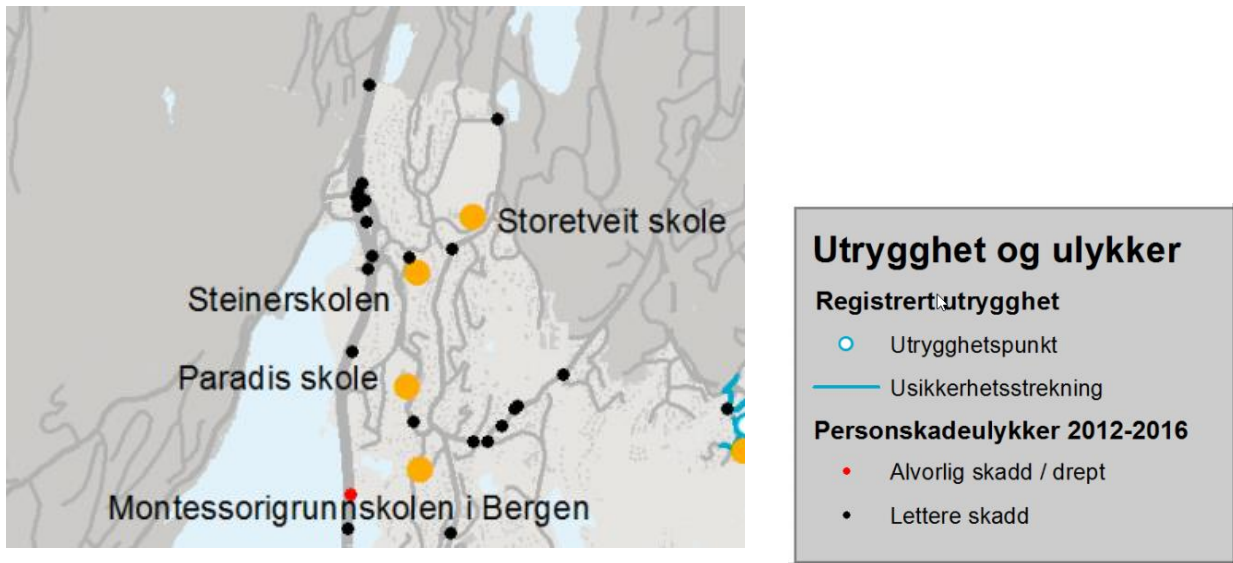 Storetveit skole
Steinerskolen
Paradis skole
Montessorigrunnskolen i Bergen
Utrygghet og ulykker
Registrert utrygghet
Utrygghetspunkt
Usikkerhetsstrekning
Personskadeulykker 2012-2016
Alvorlig skadd / drept
Lettere skadd